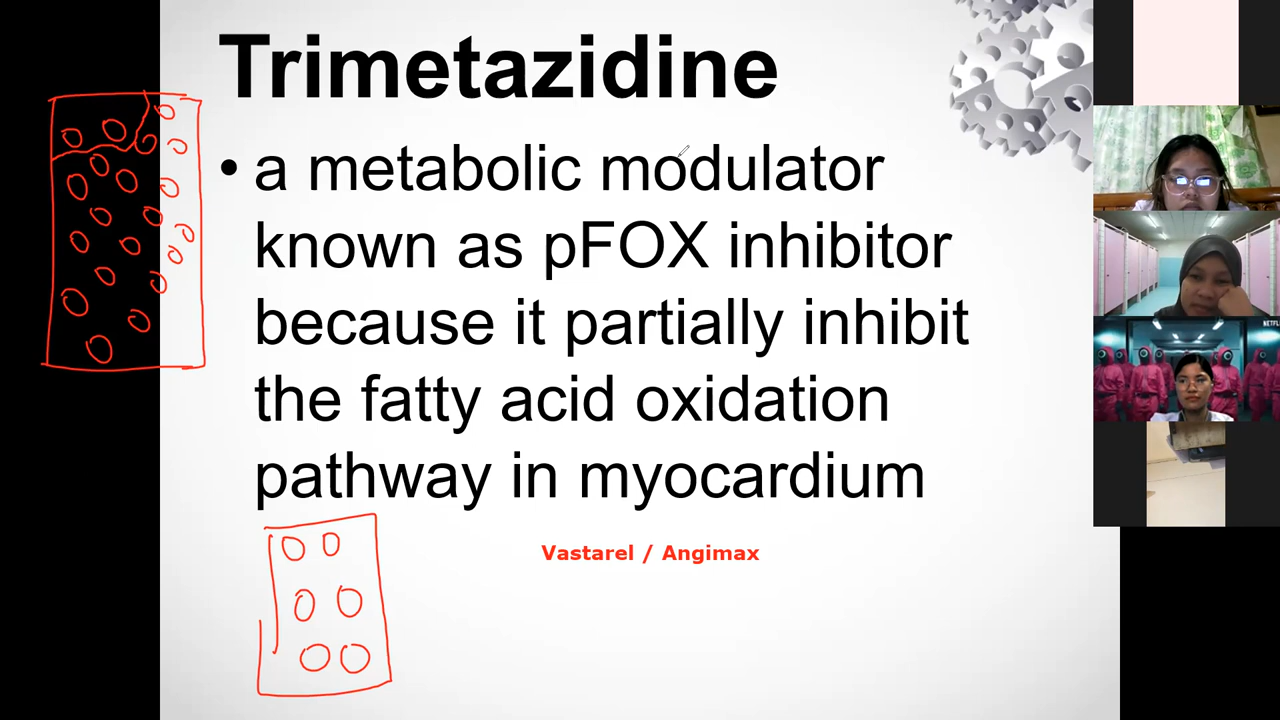 Trimetazidine
• a metabolic modulator
known as pFOX inhibitor
because it partially inhibit
the fatty acid oxidation
pathway in myocardium
Vastarel / Angimax
NETFL